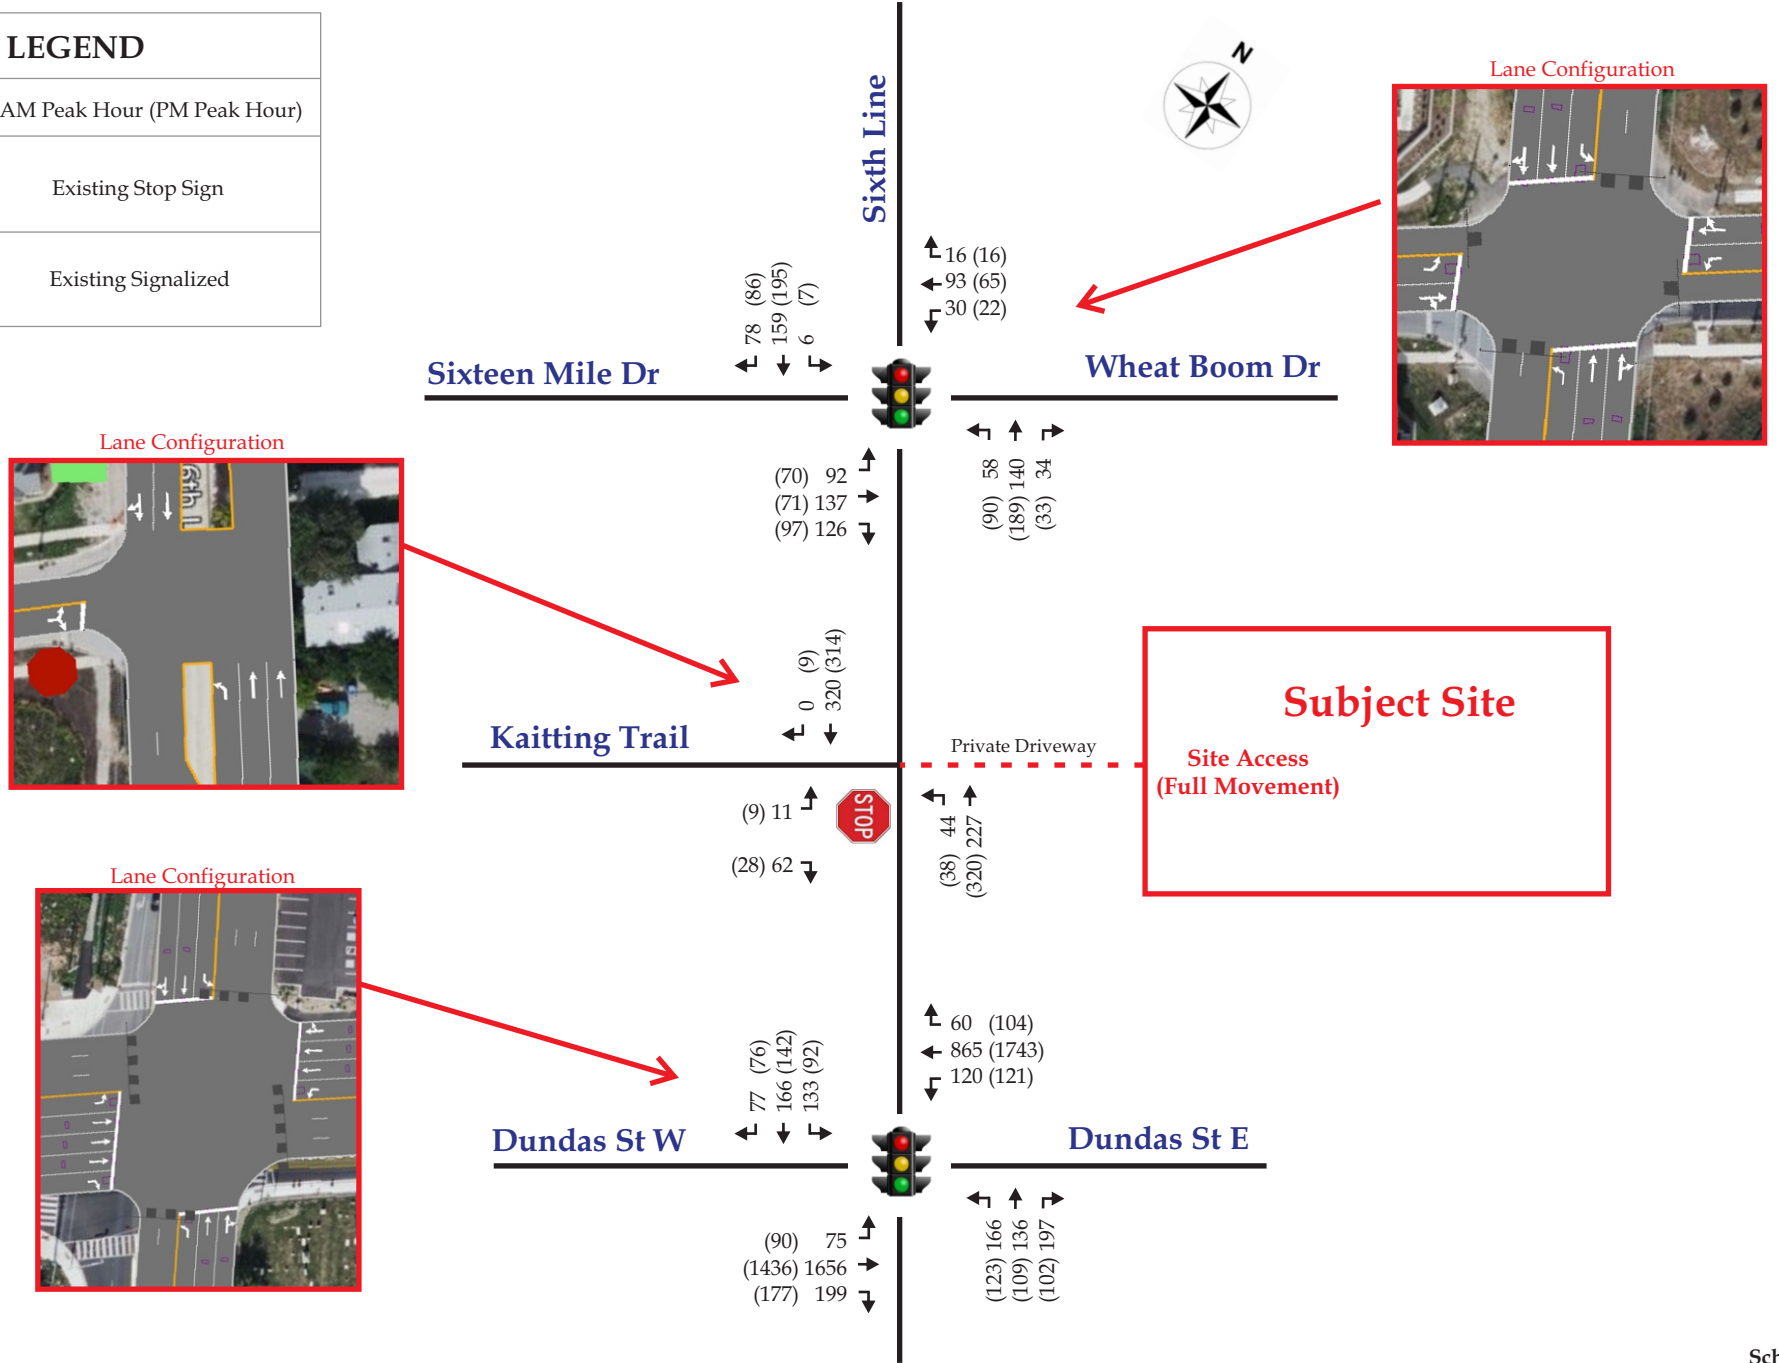 LEGEND
AM Peak Hour (PM Peak Hour)
Existing Stop Sign
Existing Signalized
Sixth Line
N
Lane Configuration
16 (16)
93 (65)
30 (22)
78 (86)
159 (195)
6 (7)
Sixteen Mile Dr
Wheat Boom Dr
(70) 92
(71) 137
(97) 126
(90) 58
(189) 140
(33) 34
Lane Configuration
6th L
0 (9)
320 (314)
Kaitting Trail
Private Driveway
Subject Site
Site Access
(Full Movement)
(9) 11
STOP
(28) 62
(38) 44
(320) 227
Lane Configuration
60 (104)
865 (1743)
120 (121)
77 (76)
166 (142)
133 (92)
Dundas St W
Dundas St E
(90) 75
(1436) 1656
(177) 199
(123) 166
(109) 136
(102) 197
Sch